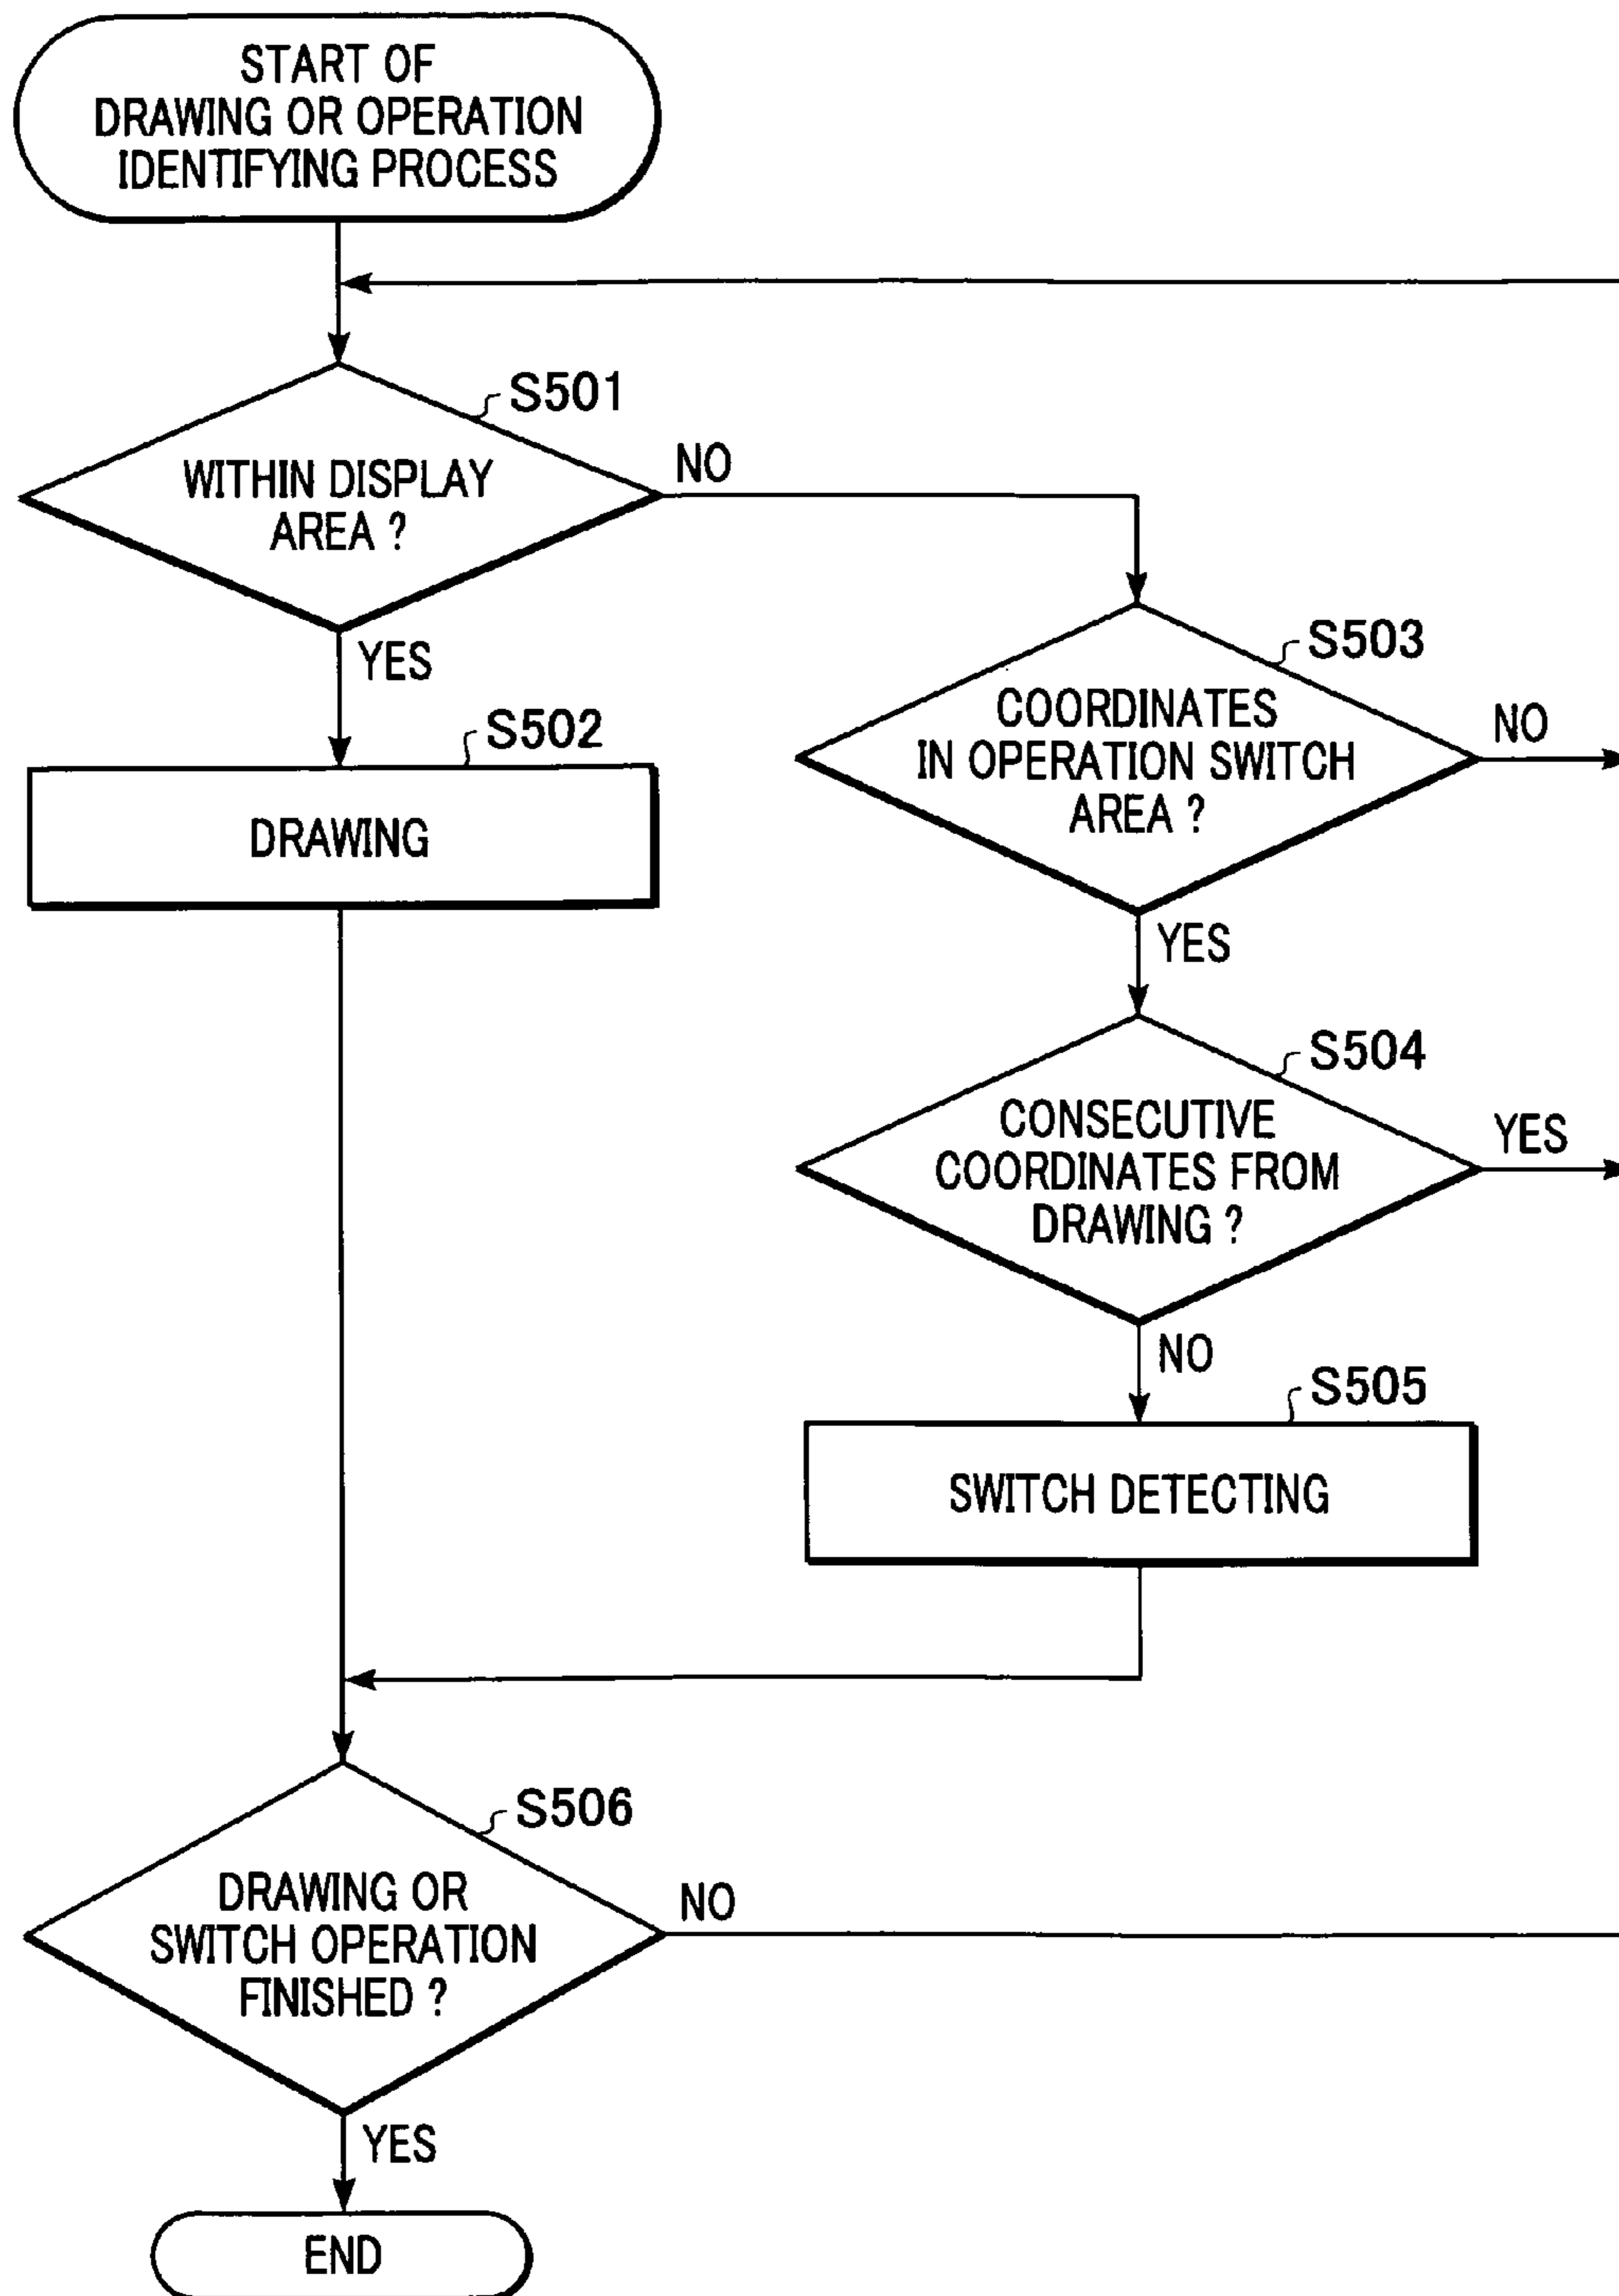 START OF
DRAWING OR OPERATION
IDENTIFYING PROCESS
S501
WITHIN DISPLAY
AREA ?
NO
YES
S502
DRAWING
S503
COORDINATES
IN OPERATION SWITCH
AREA ?
NO
YES
S504
CONSECUTIVE
COORDINATES FROM
DRAWING ?
YES
NO
S505
SWITCH DETECTING
S506
DRAWING OR
SWITCH OPERATION
FINISHED ?
NO
YES
END